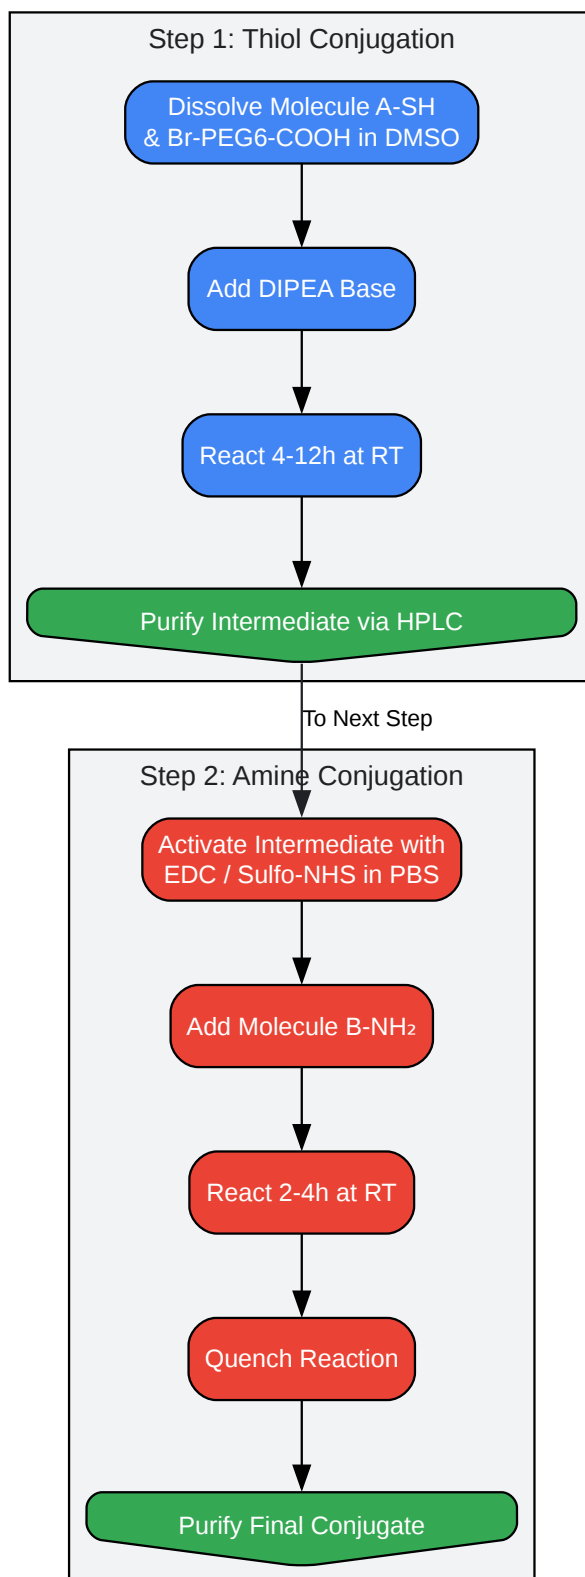 Step 1: Thiol Conjugation
Dissolve Molecule A-SH
& Br-PEG6-COOH in DMSO
Add DIPEA Base
React 4-12h at RT
Purify Intermediate via HPLC
To Next Step
Step 2: Amine Conjugation
Activate Intermediate with
EDC / Sulfo-NHS in PBS
Add Molecule B-NH₂
React 2-4h at RT
Quench Reaction
Purify Final Conjugate